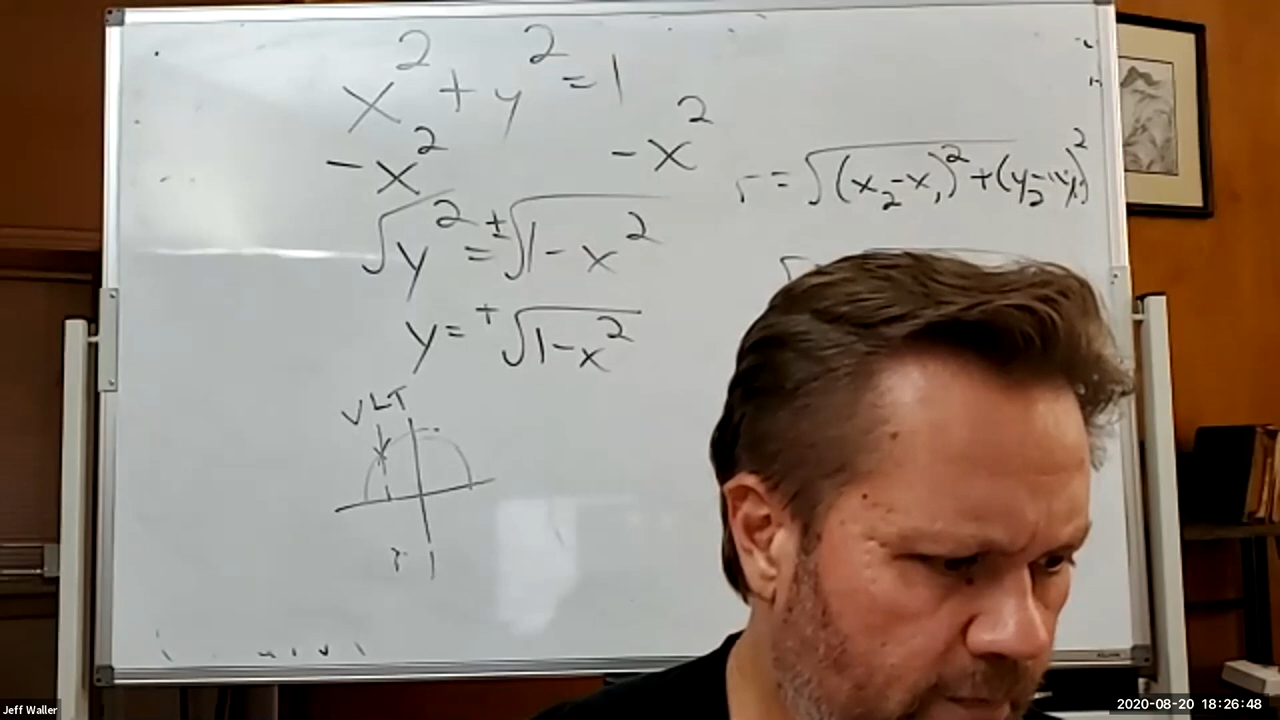 x² + y² = 1
-x² -x²
√y² = ±√1-x²
y = +√1-x²
VLT
r = √(x₂-x₁)² + (y₂-y₁)²
Jeff Waller
2020-08-20 18:26:48